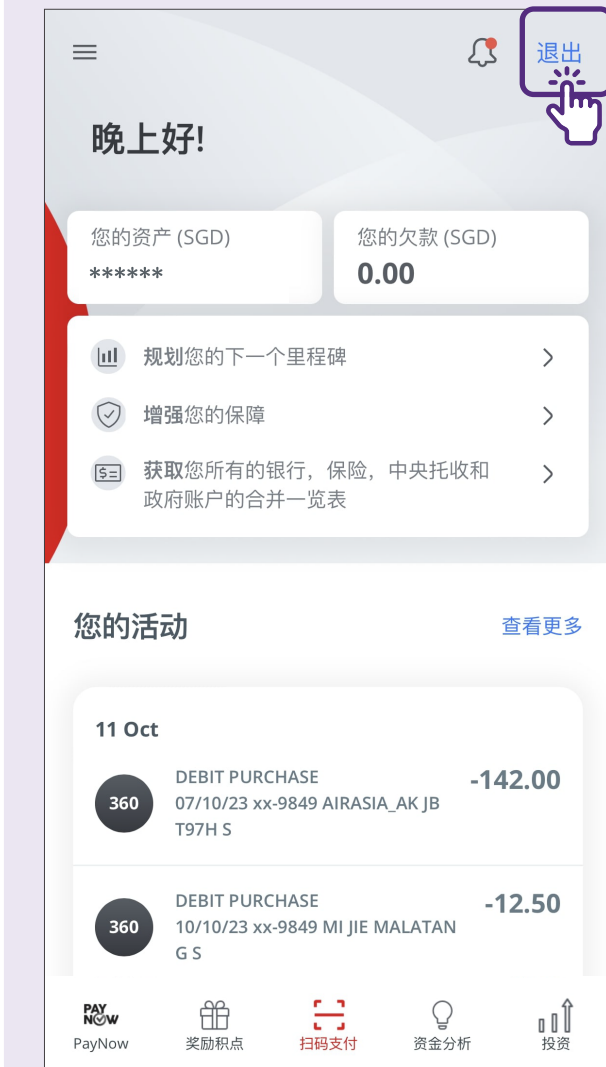 退出
晚上好!
您的资产 (SGD)
******
您的欠款 (SGD)
0.00
规划您的下一个里程碑
增强您的保障
获取您所有的银行，保险，中央托收和
政府账户的合并一览表
您的活动
查看更多
11 Oct
360
DEBIT PURCHASE
07/10/23 xx-9849 AIRASIA_AK JB
T97H S
-142.00
360
DEBIT PURCHASE
10/10/23 xx-9849 MI JIE MALATAN
G S
-12.50
PAY
NOW
PayNow
奖励积点
扫码支付
资金分析
投资